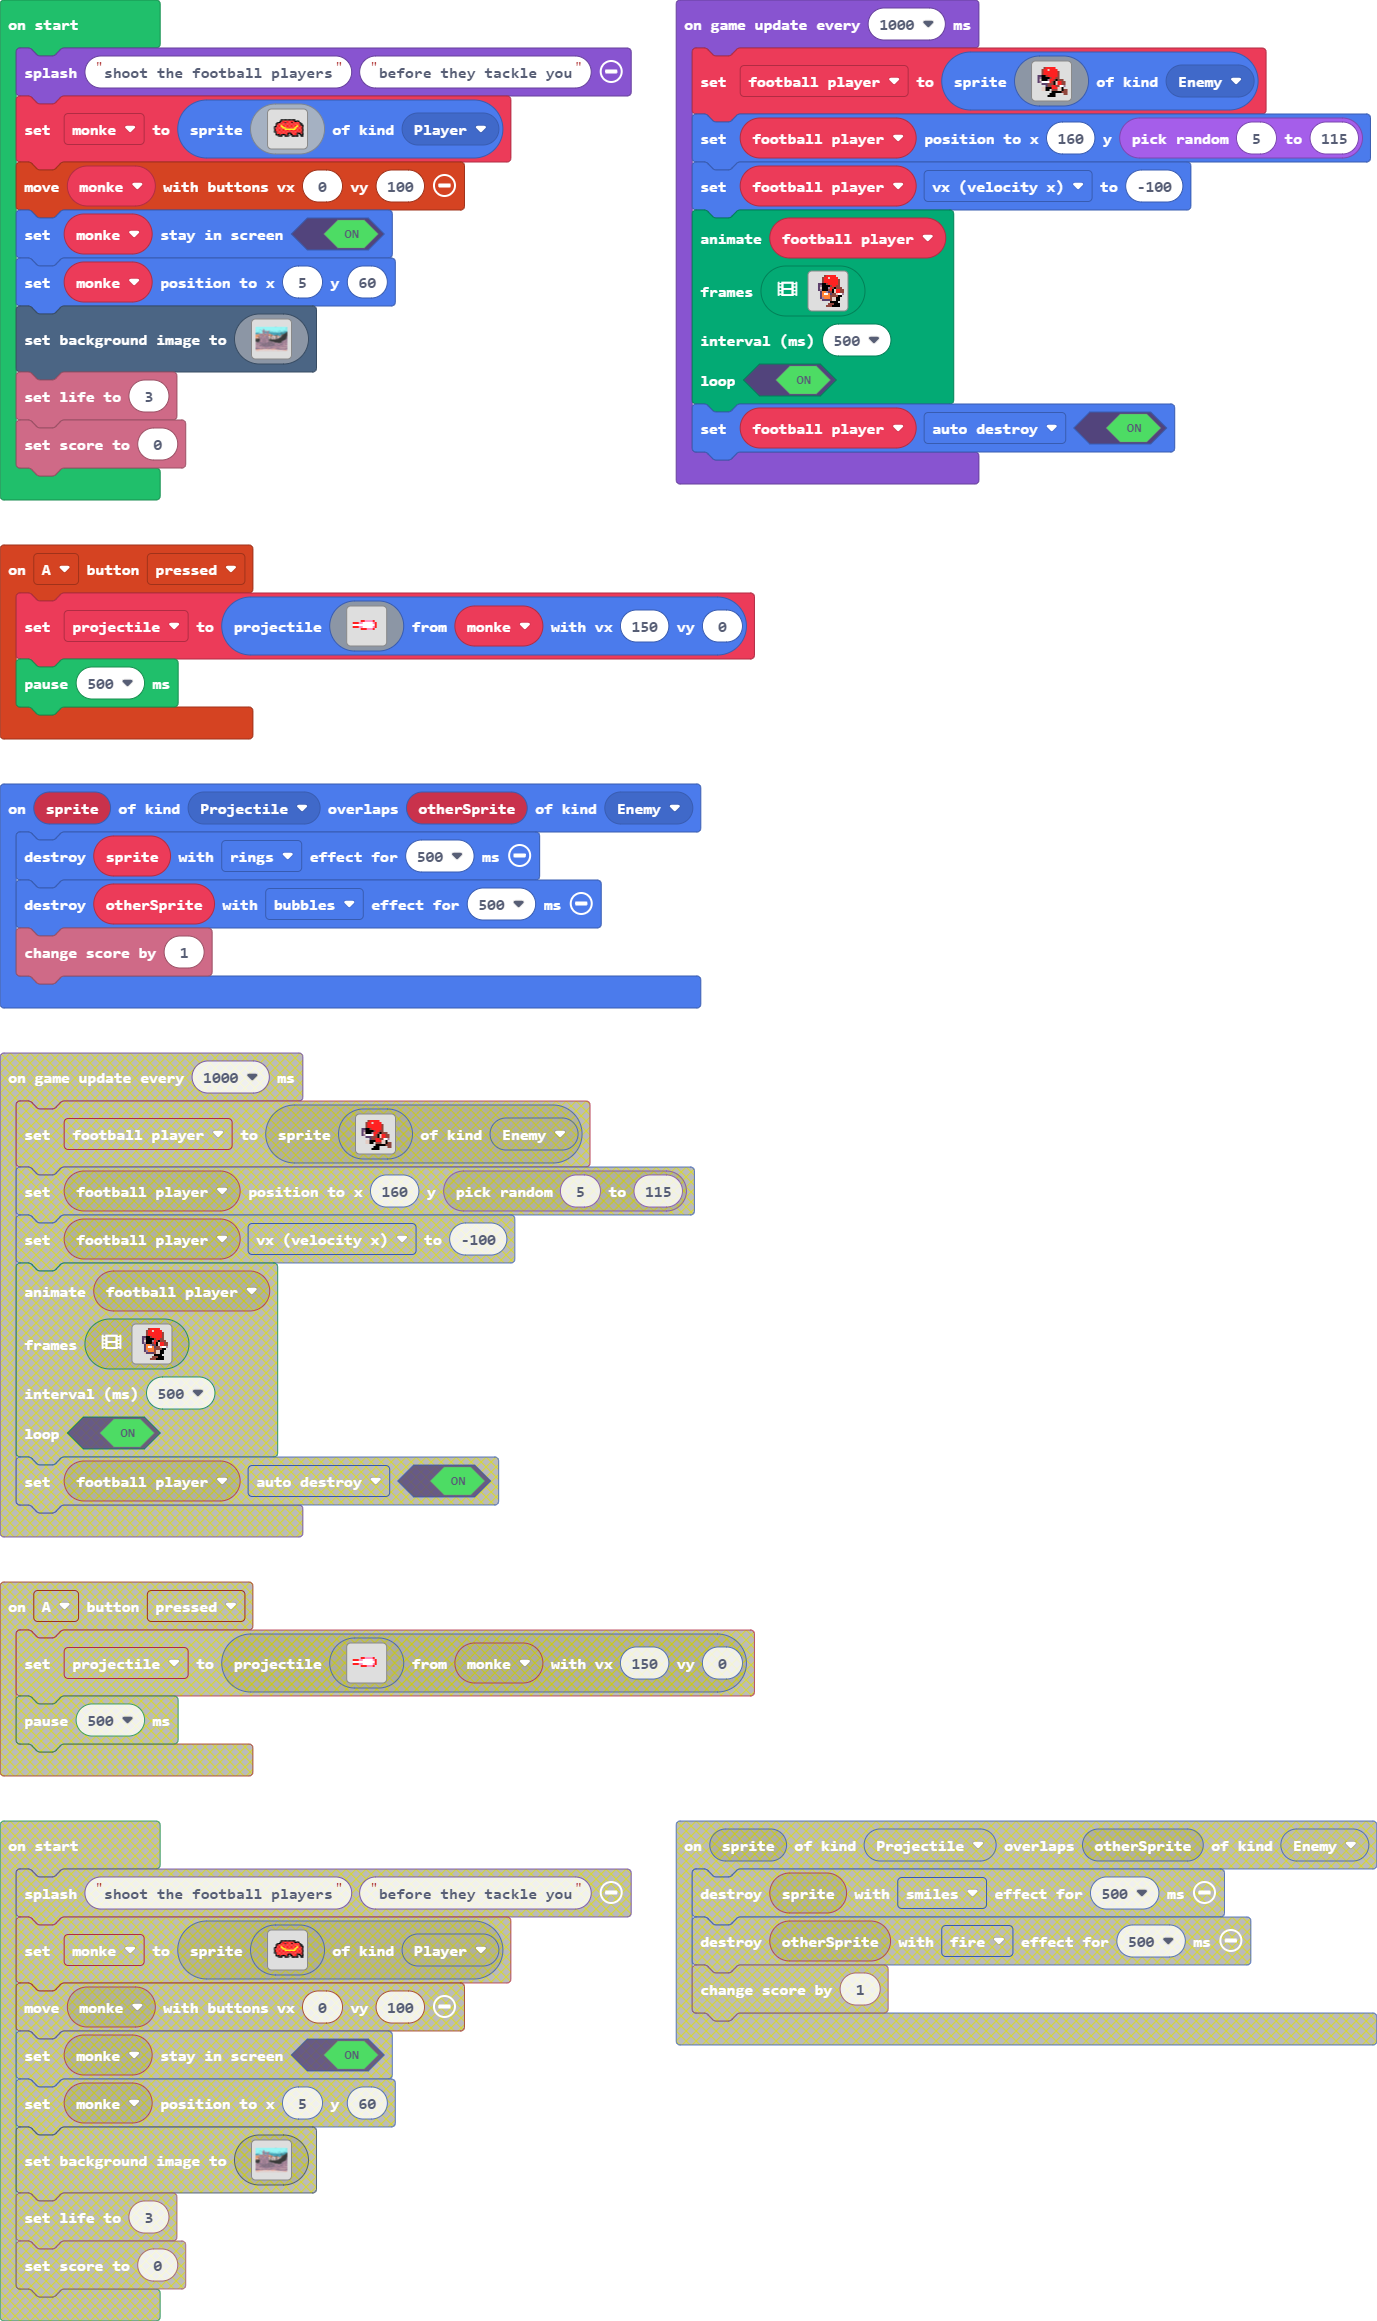 on start
splash "shoot the football players" "before they tackle you"
set monke to sprite of kind Player
move monke with buttons vx 0 vy 100
set monke stay in screen ON
set monke position to x 5 y 60
set background image to
set life to 3
set score to 0
on game update every 1000 ms
set football player to sprite of kind Enemy
set football player position to x 160 y pick random 5 to 115
set football player vx (velocity x) to -100
animate football player
frames
interval (ms) 500
loop ON
set football player auto destroy ON
on A button pressed
set projectile to projectile from monke with vx 150 vy 0
pause 500 ms
on sprite of kind Projectile overlaps otherSprite of kind Enemy
destroy sprite with rings effect for 500 ms
destroy otherSprite with bubbles effect for 500 ms
change score by 1
on game update every 1000 ms
set football player to sprite of kind Enemy
set football player position to x 160 y pick random 5 to 115
set football player vx (velocity x) to -100
animate football player
frames
interval (ms) 500
loop ON
set football player auto destroy ON
on A button pressed
set projectile to projectile from monke with vx 150 vy 0
pause 500 ms
on start
splash "shoot the football players" "before they tackle you"
set monke to sprite of kind Player
move monke with buttons vx 0 vy 100
set monke stay in screen ON
set monke position to x 5 y 60
set background image to
set life to 3
set score to 0
on sprite of kind Projectile overlaps otherSprite of kind Enemy
destroy sprite with smiles effect for 500 ms
destroy otherSprite with fire effect for 500 ms
change score by 1